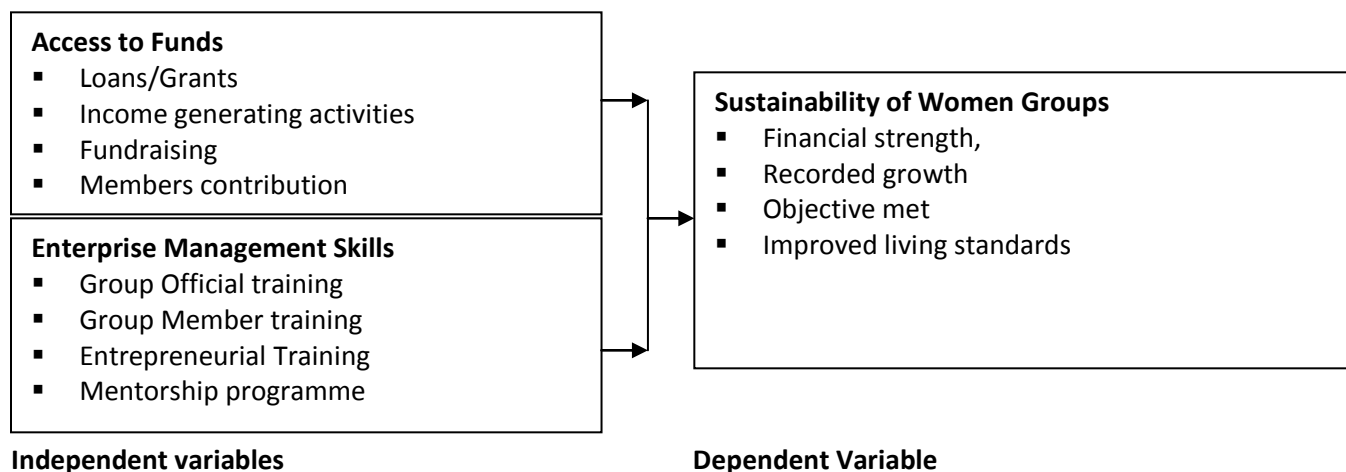 Access to Funds
▪ Loans/Grants
▪ Income generating activities
▪ Fundraising
▪ Members contribution
Enterprise Management Skills
▪ Group Official training
▪ Group Member training
▪ Entrepreneurial Training
▪ Mentorship programme
Independent variables
Sustainability of Women Groups
▪ Financial strength,
▪ Recorded growth
▪ Objective met
▪ Improved living standards
Dependent Variable